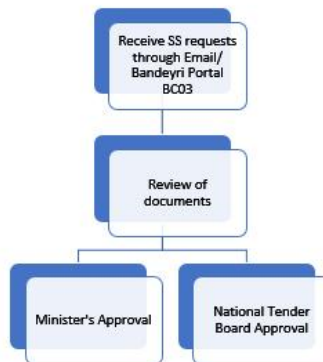 Receive SS requests
through Email/
Bandeyri Portal
BC03
Review of
documents
Minister's Approval
National Tender
Board Approval